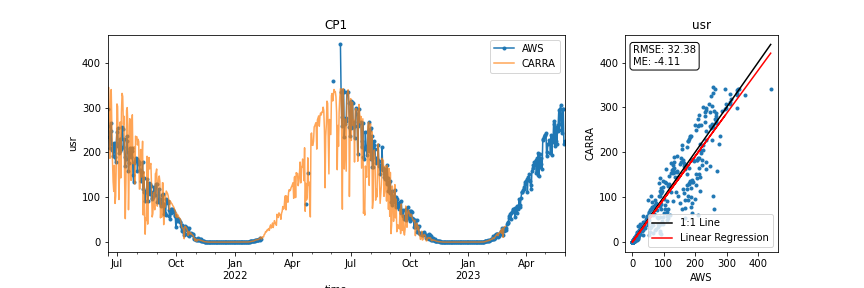 CP1
usr
400
300
200
100
0
usr
AWS
CARRA
Jul
Oct
Jan
2022
Apr
Jul
Oct
Jan
2023
Apr
usr
RMSE: 32.38
ME: -4.11
400
300
200
100
0
CARRA
1:1 Line
Linear Regression
0
100
200
300
400
AWS